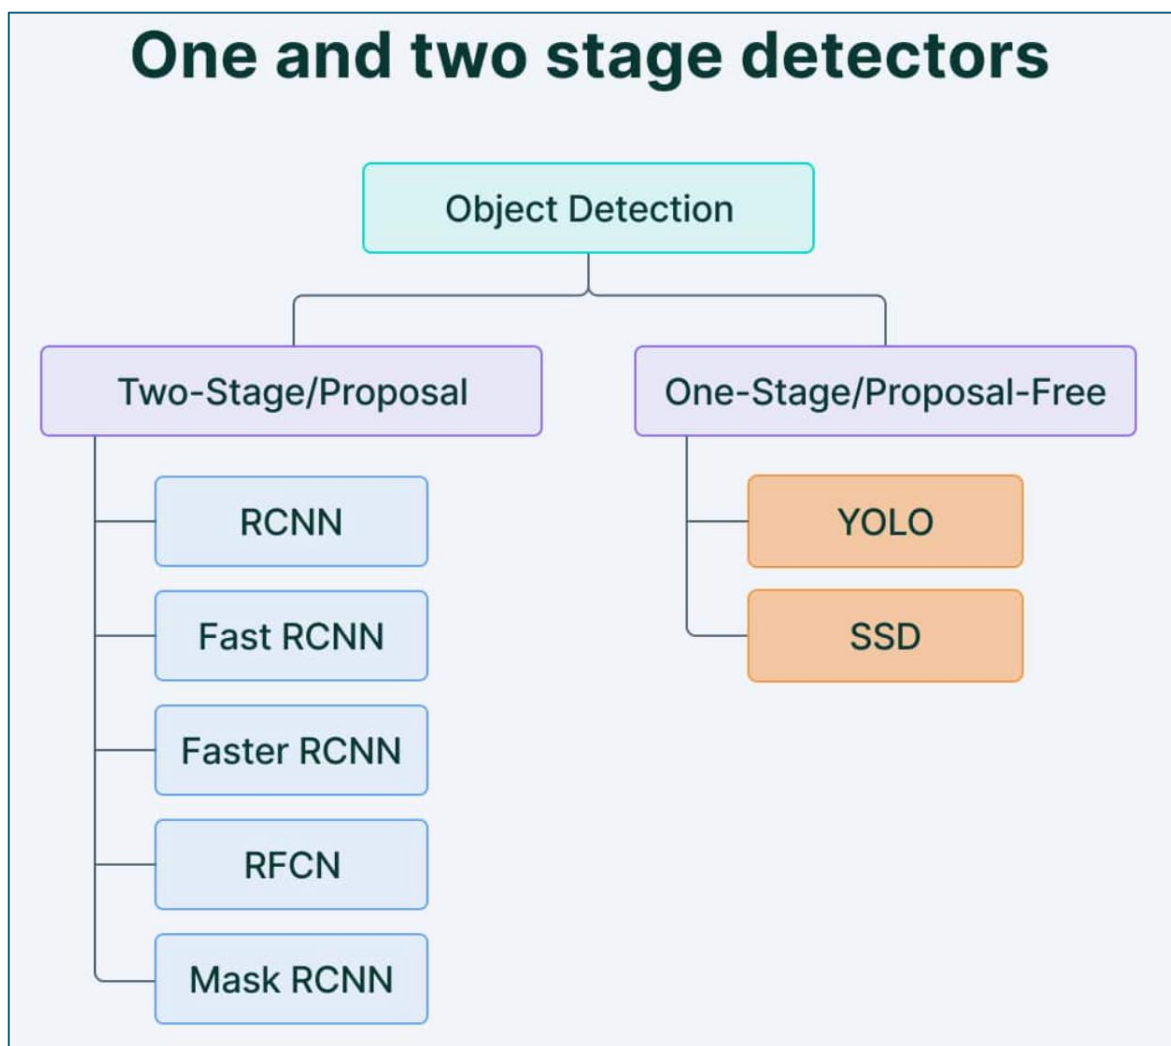 One and two stage detectors
Object Detection
Two-Stage/Proposal
One-Stage/Proposal-Free
RCNN
Fast RCNN
Faster RCNN
RFCN
Mask RCNN
YOLO
SSD